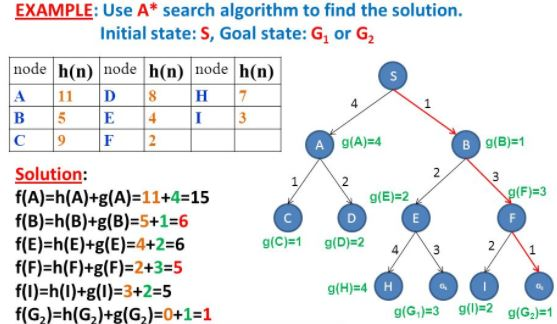 EXAMPLE: Use A* search algorithm to find the solution.
Initial state: S, Goal state: G₁ or G₂
node h(n) node h(n) node h(n)
A 11 D 8 H 7
B 5 E 4 I 3
C 9 F 2
Solution:
f(A)=h(A)+g(A)=11+4=15
f(B)=h(B)+g(B)=5+1=6
f(E)=h(E)+g(E)=4+2=6
f(F)=h(F)+g(F)=2+3=5
f(I)=h(I)+g(I)=3+2=5
f(G₂)=h(G₂)+g(G₂)=0+1=1
S
4 1
A g(A)=4 B g(B)=1
1 2 2 3
g(E)=2 g(F)=3
C D E F
g(C)=1 g(D)=2
4 3 2 1
g(H)=4 H G₁ I G₂
g(G₁)=3 g(I)=2 g(G₂)=1